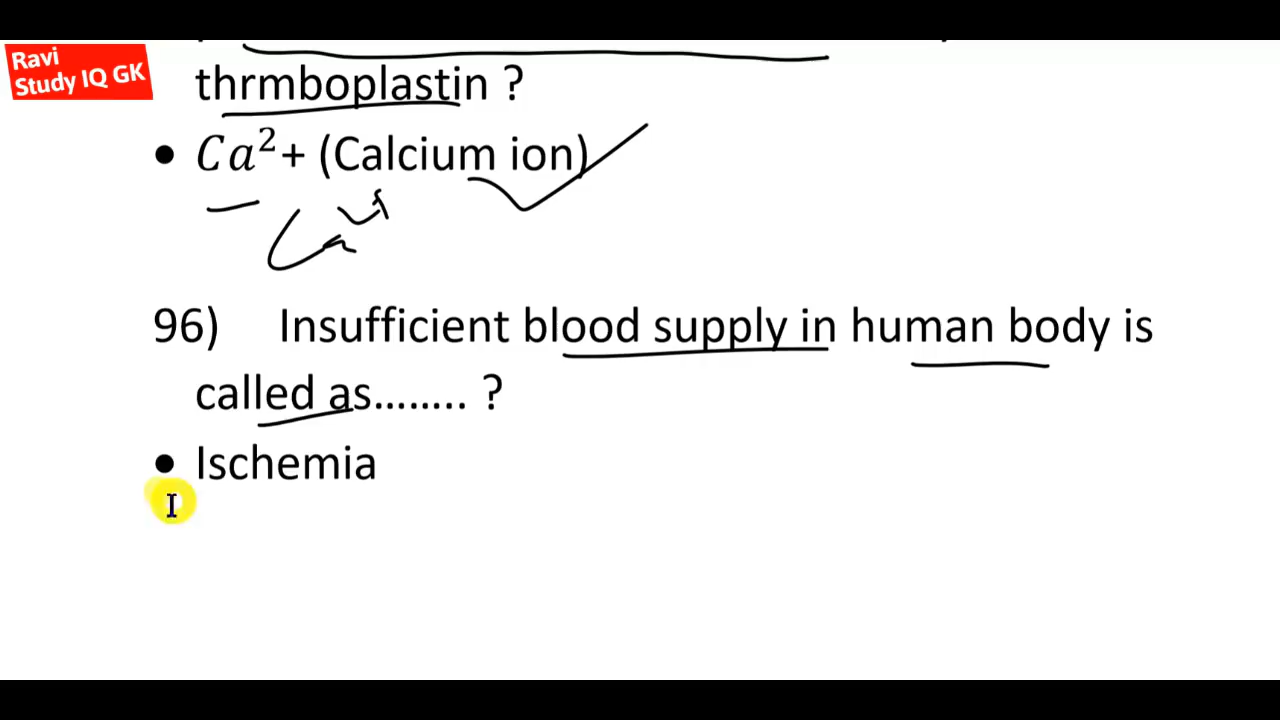 Ravi
Study IQ GK
thrmboplastin ?
• Ca²+ (Calcium ion)
Ca
96) Insufficient blood supply in human body is
called as........ ?
• Ischemia